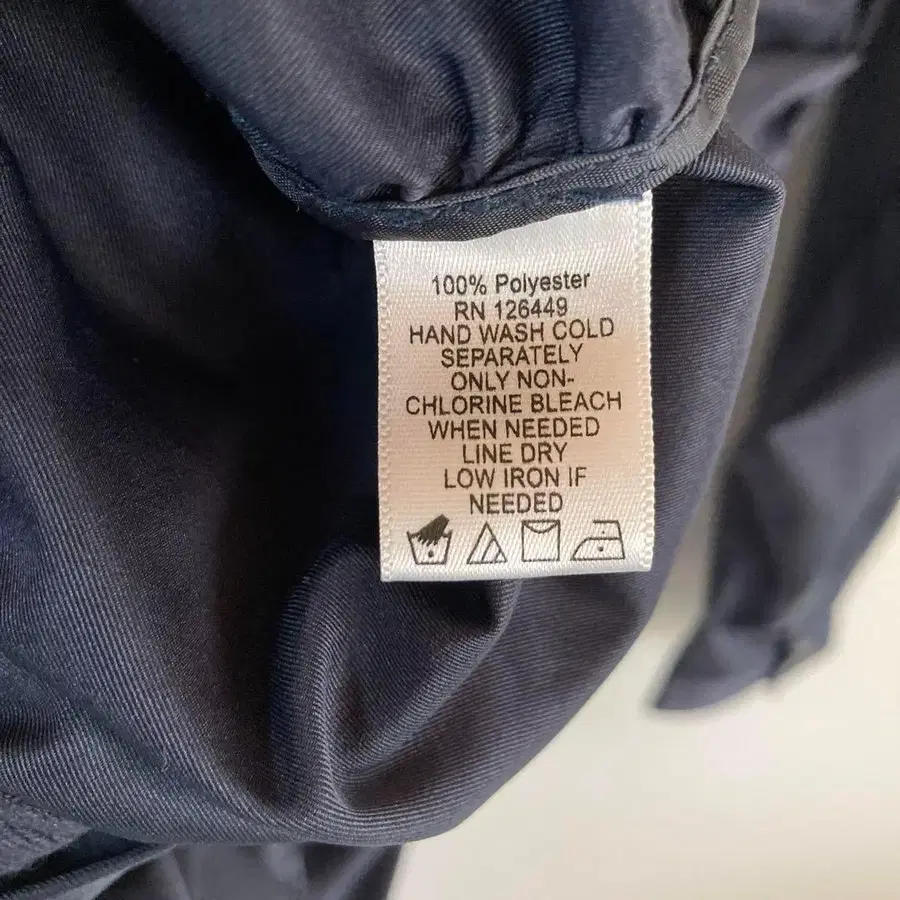 100% Polyester
RN 126449
HAND WASH COLD
SEPARATELY
ONLY NON-
CHLORINE BLEACH
WHEN NEEDED
LINE DRY
LOW IRON IF
NEEDED